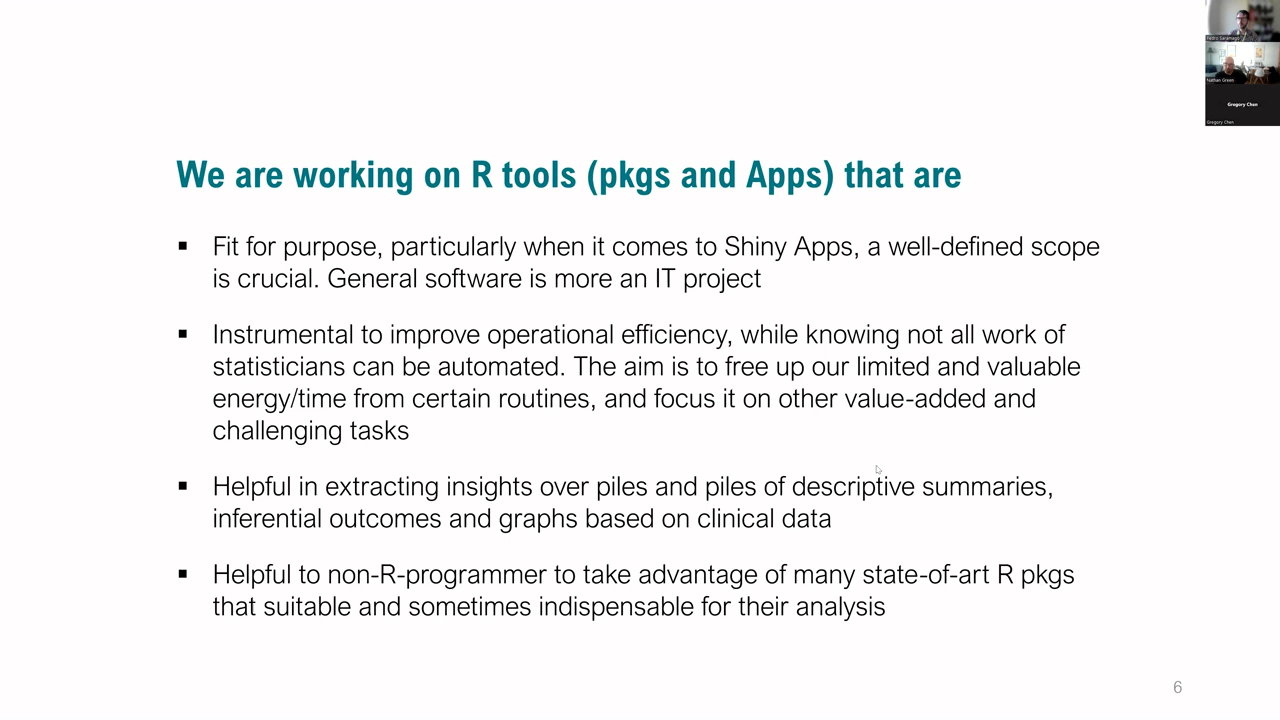 We are working on R tools (pkgs and Apps) that are
▪ Fit for purpose, particularly when it comes to Shiny Apps, a well-defined scope
is crucial. General software is more an IT project
▪ Instrumental to improve operational efficiency, while knowing not all work of
statisticians can be automated. The aim is to free up our limited and valuable
energy/time from certain routines, and focus it on other value-added and
challenging tasks
▪ Helpful in extracting insights over piles and piles of descriptive summaries,
inferential outcomes and graphs based on clinical data
▪ Helpful to non-R-programmer to take advantage of many state-of-art R pkgs
that suitable and sometimes indispensable for their analysis
6
Pedro Saramago
Nathan Green
Gregory Chen
Gregory Chen